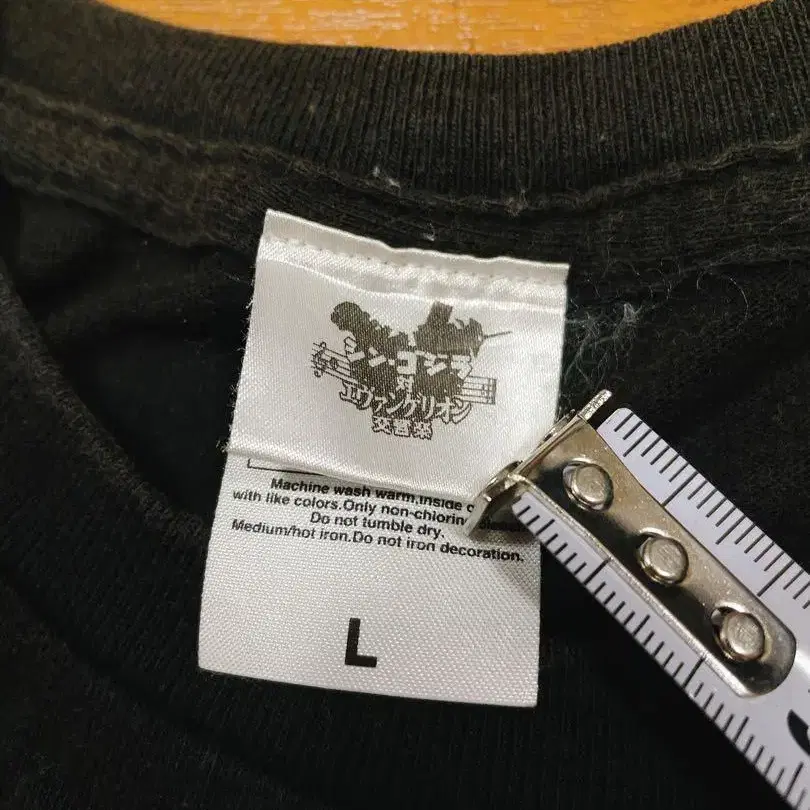 シン・ゴジラ
対
エヴァンゲリオン
交響楽
Machine wash warm.Inside
with like colors.Only non-chlorin
Do not tumble dry.
Medium/hot iron.Do not iron decoration.
L